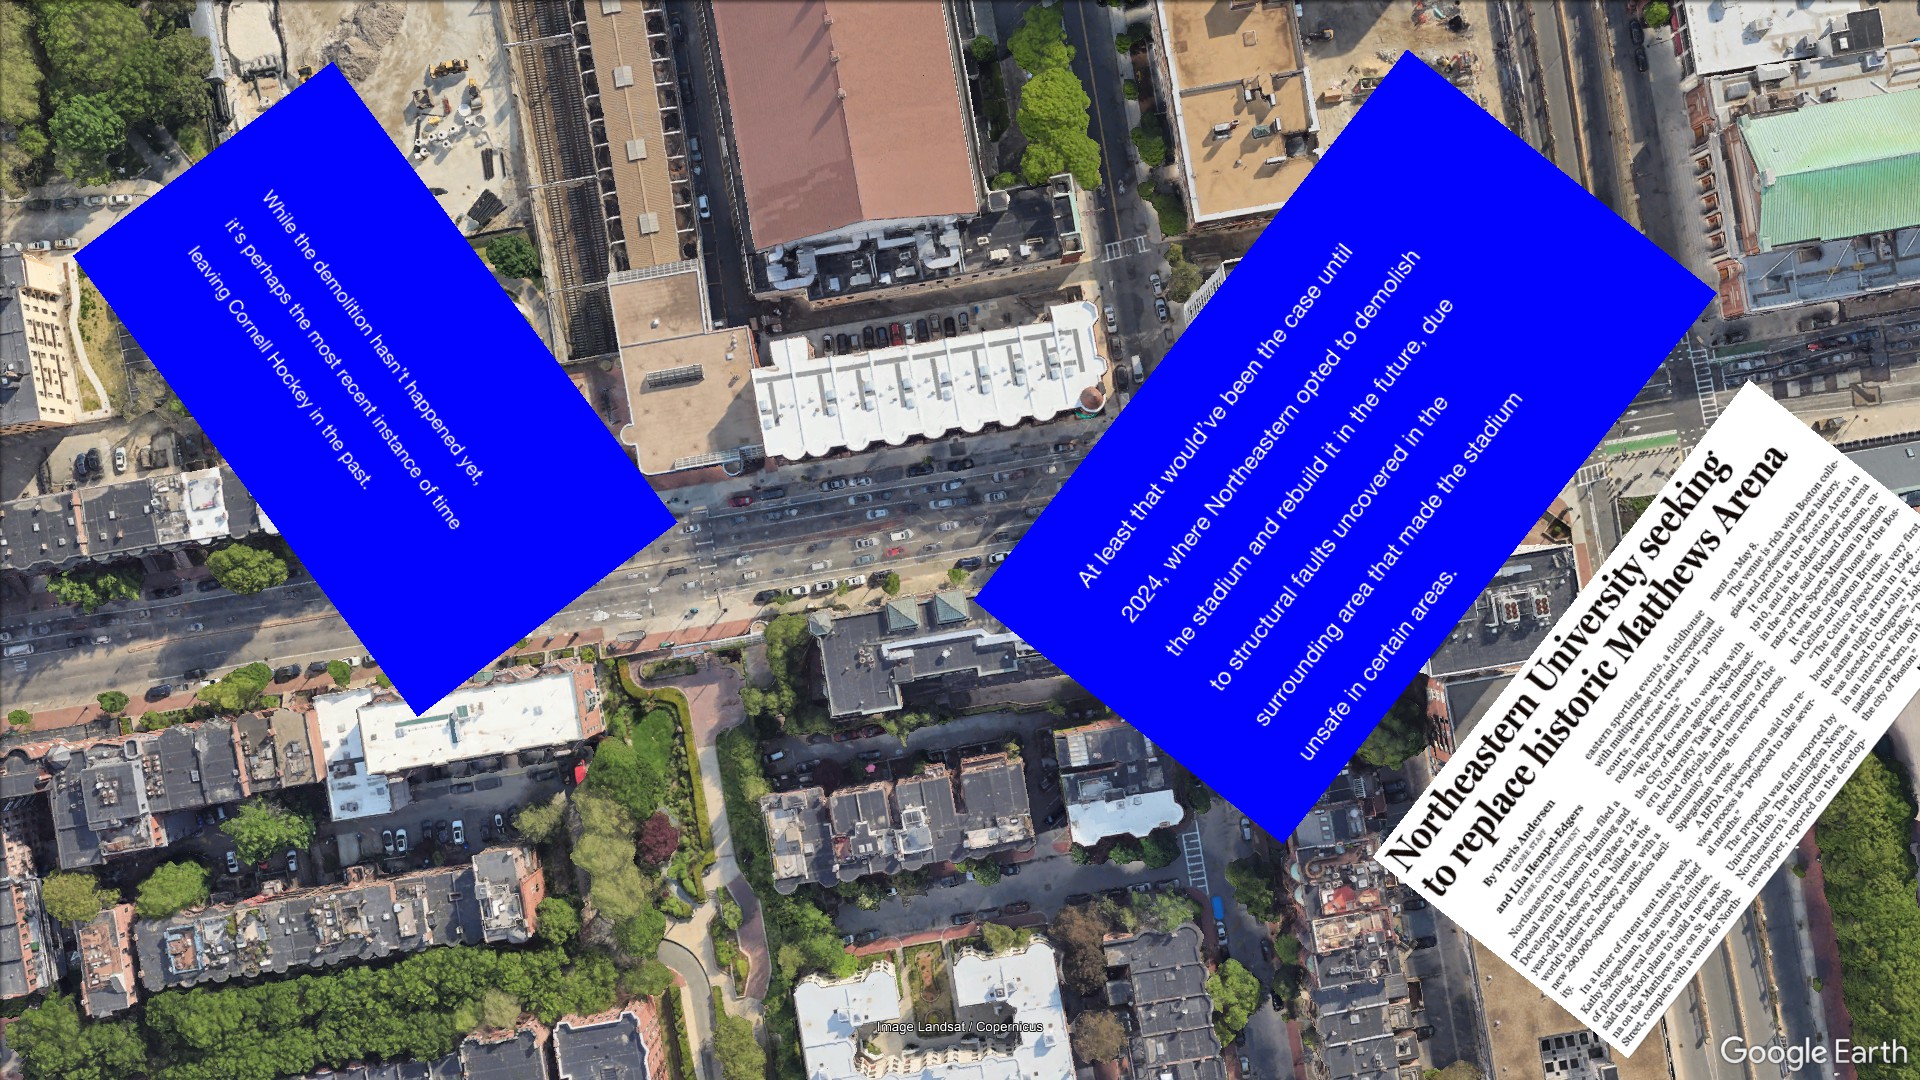 While the demolition hasn't happened yet,
it's perhaps the most recent instance of time
leaving Cornell Hockey in the past.
At least that would've been the case until
2024, where Northeastern opted to demolish
the stadium and rebuild it in the future, due
to structural faults uncovered in the
surrounding area that made the stadium
unsafe in certain areas.
Northeastern University seeking
to replace historic Matthews Arena
By Travis Andersen
GLOBE STAFF
and Lila Hempel-Edgers
GLOBE CORRESPONDENT
Northeastern University has filed a
proposal with the Boston Planning and
Development Agency to replace 124-
year-old Matthews Arena, billed as the
world's oldest ice hockey venue, with a
new 290,000-square-foot athletics facil-
ity.
In a letter of intent sent this week,
Kathy Spiegelman, the university's chief
of planning, real estate, and facilities,
said the school plans to build a new are-
na on the Matthews site on St. Botolph
Street, complete with a venue for North-
eastern sporting events, a fieldhouse
with multipurpose turf and recreational
courts, new street trees, and "public
realm improvements."
"We look forward to working with
the City of Boston agencies, Northeast-
ern University City Task Force members,
elected officials, and members of the
community" during the review process,
Spiegelman wrote.
A BPDA spokesperson said the re-
view process is "projected to take sever-
al months."
The proposal was first reported by
Universal Hub. The Huntington News,
Northeastern's independent student
newspaper, reported on the develop-
ment on May 8.
The venue is rich with Boston colle-
giate and professional sports history.
It opened as the Boston Arena in
1910, and is the oldest indoor ice arena
in the world, said Richard Johnson, cu-
rator of The Sports Museum in Boston.
It was the original home of the Bos-
ton Celtics and Boston Bruins.
"The Celtics played their very first
home game at the arena in 1946
the same night that John F.
was elected to Congress,"
in an interview Friday.
nasties were born, on
the city of Boston."
Image Landsat / Copernicus
Google Earth